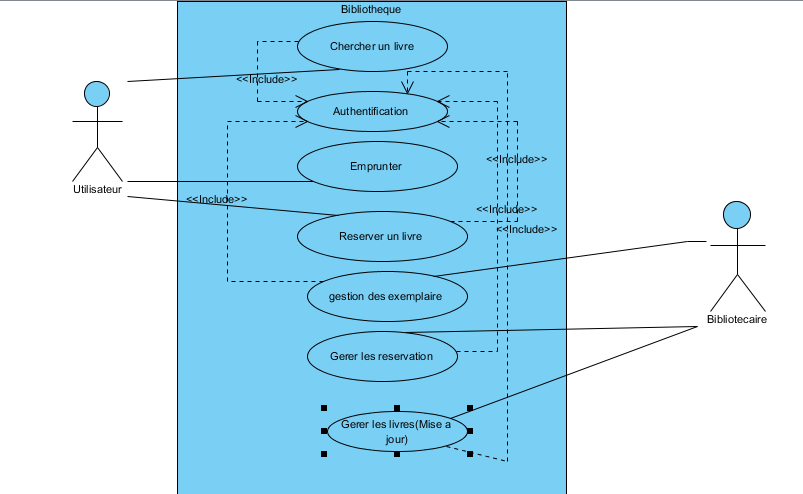 Bibliotheque
Chercher un livre
<<Include>>
Authentification
Emprunter
<<Include>>
Utilisateur
<<Include>>
<<Include>>
Reserver un livre
<<Include>>
gestion des exemplaire
Bibliotecaire
Gerer les reservation
Gerer les livres(Mise a
jour)